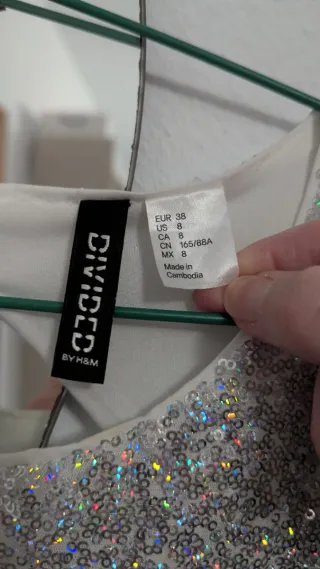 DIVIDED
BY H&M
EUR 38
US 8
CA 8
CN 165/88A
MX 8
Made in
Cambodia